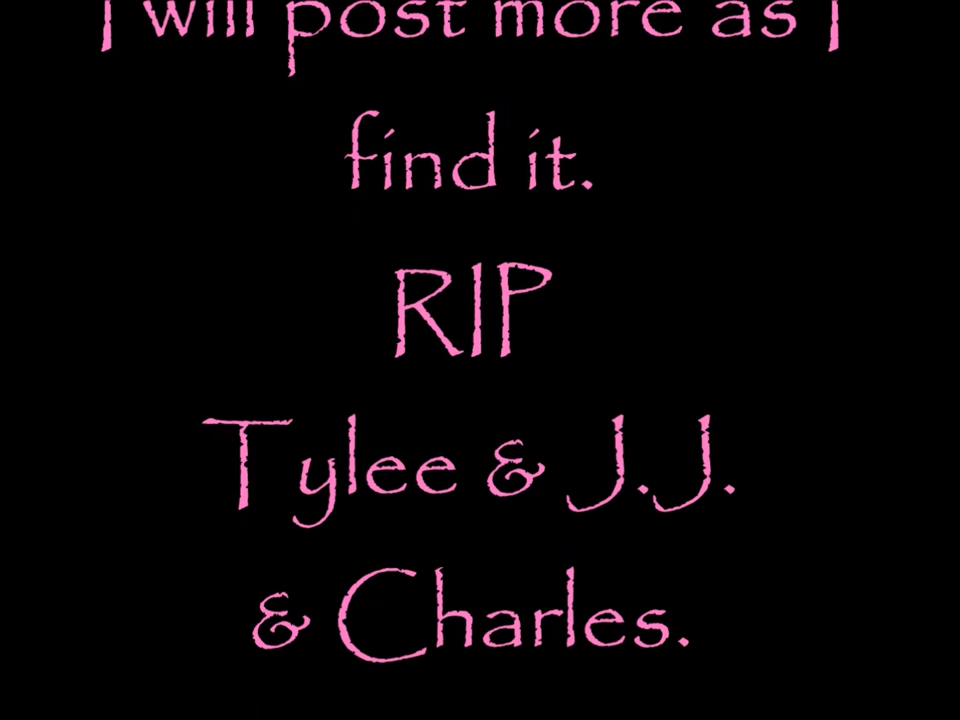 I will post more as I
find it.
RIP
Tylee & J.J.
& Charles.